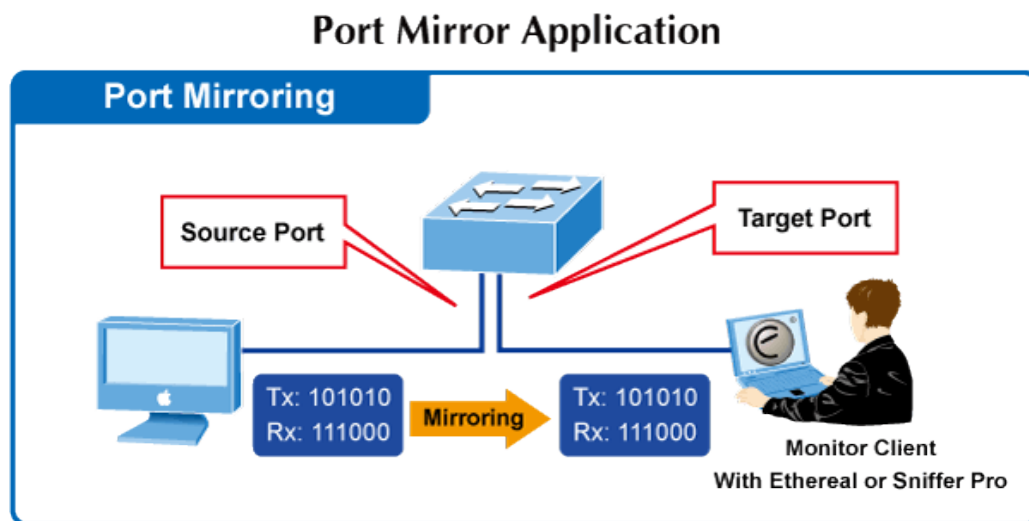 Port Mirror Application
Port Mirroring
Source Port
Target Port
Tx: 101010
Rx: 111000
Mirroring
Tx: 101010
Rx: 111000
Monitor Client
With Ethereal or Sniffer Pro